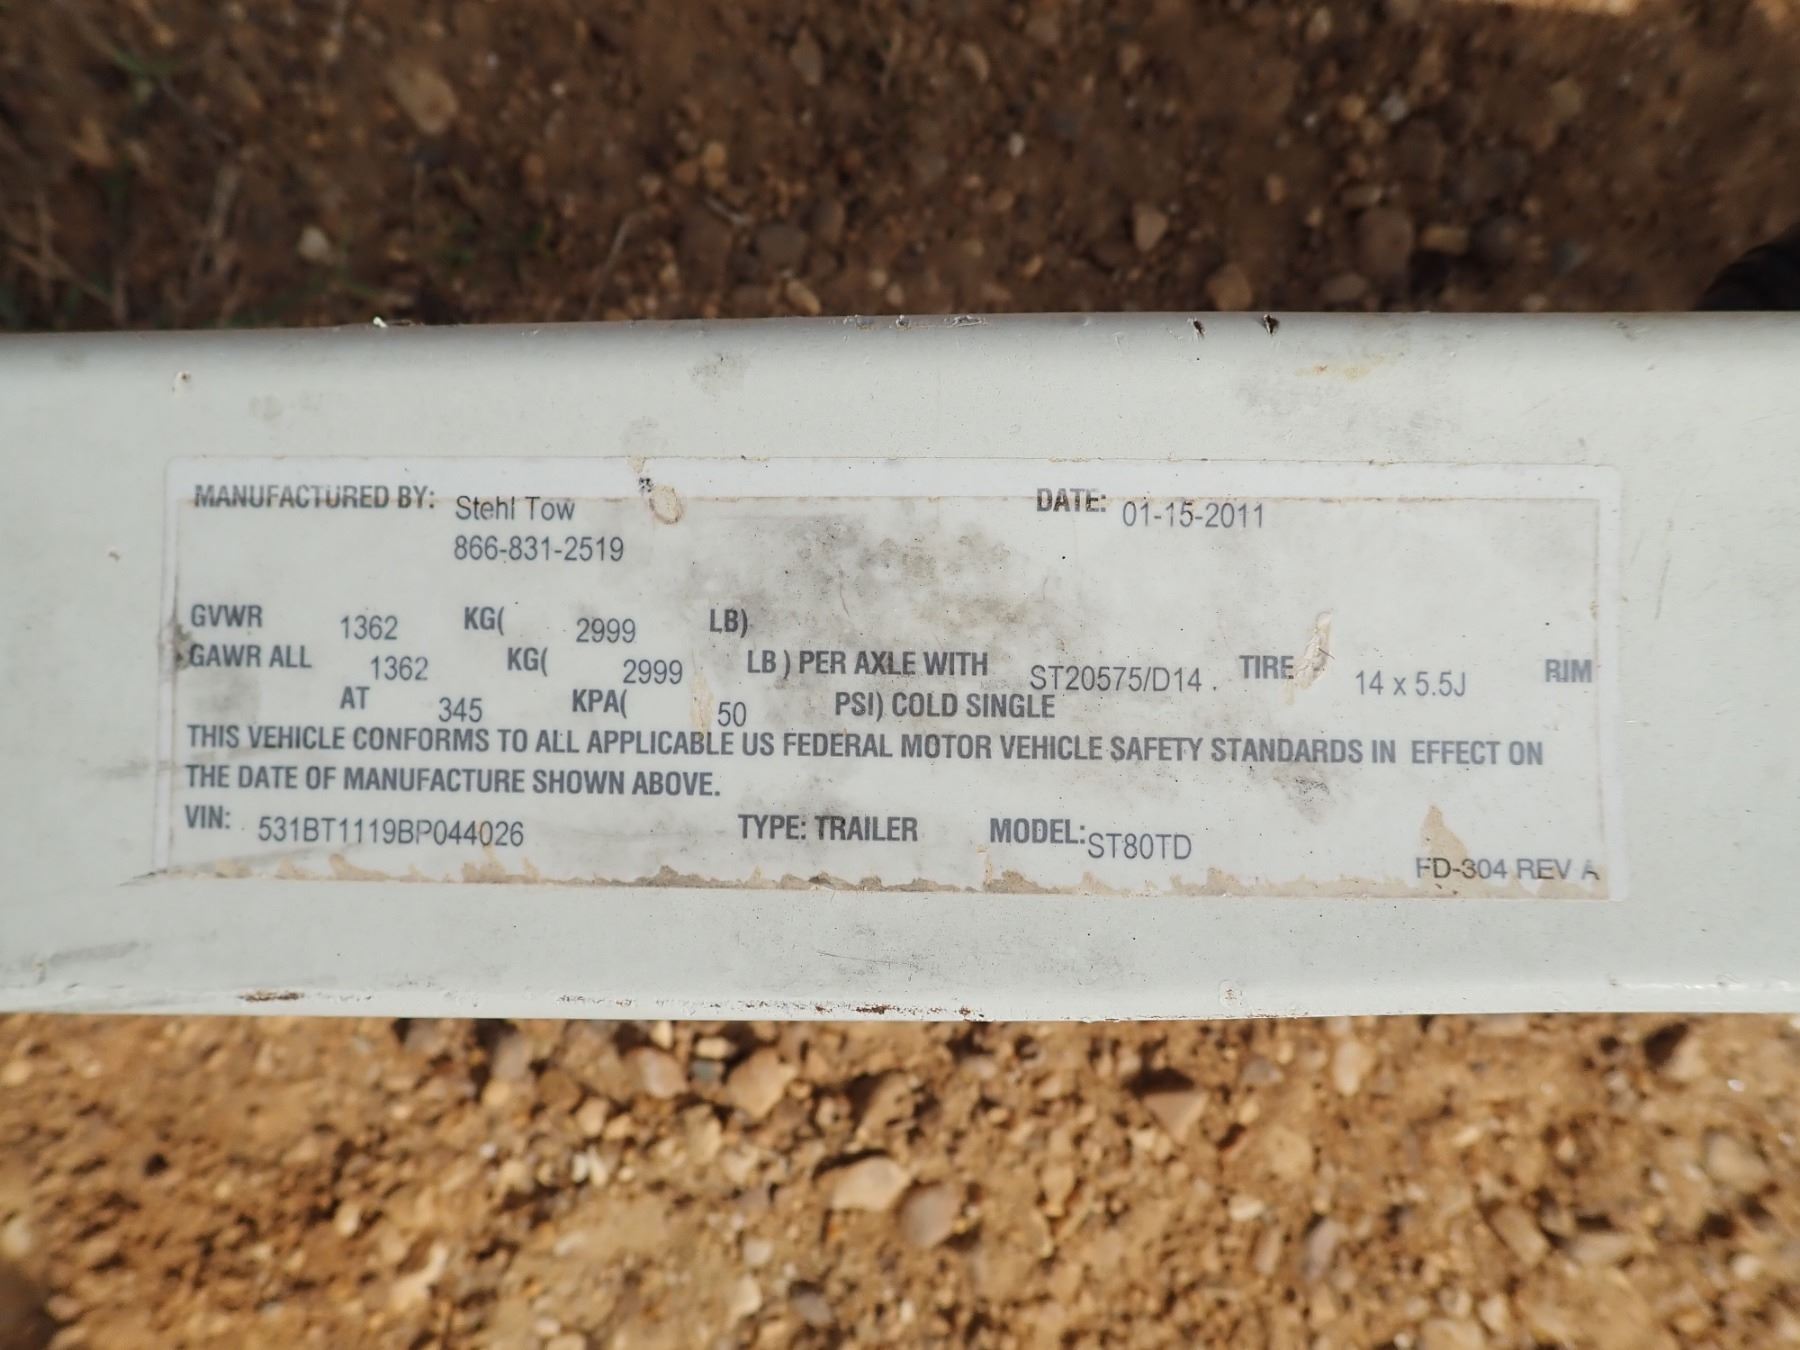 MANUFACTURED BY: Stehl Tow DATE: 01-15-2011
866-831-2519
GVWR 1362 KG( 2999 LB)
GAWR ALL 1362 KG( 2999 LB ) PER AXLE WITH ST20575/D14 . TIRE 14 x 5.5J RIM
AT 345 KPA( 50 PSI) COLD SINGLE
THIS VEHICLE CONFORMS TO ALL APPLICABLE US FEDERAL MOTOR VEHICLE SAFETY STANDARDS IN EFFECT ON
THE DATE OF MANUFACTURE SHOWN ABOVE.
VIN: 531BT1119BP044026 TYPE: TRAILER MODEL: ST80TD
FD-304 REV A